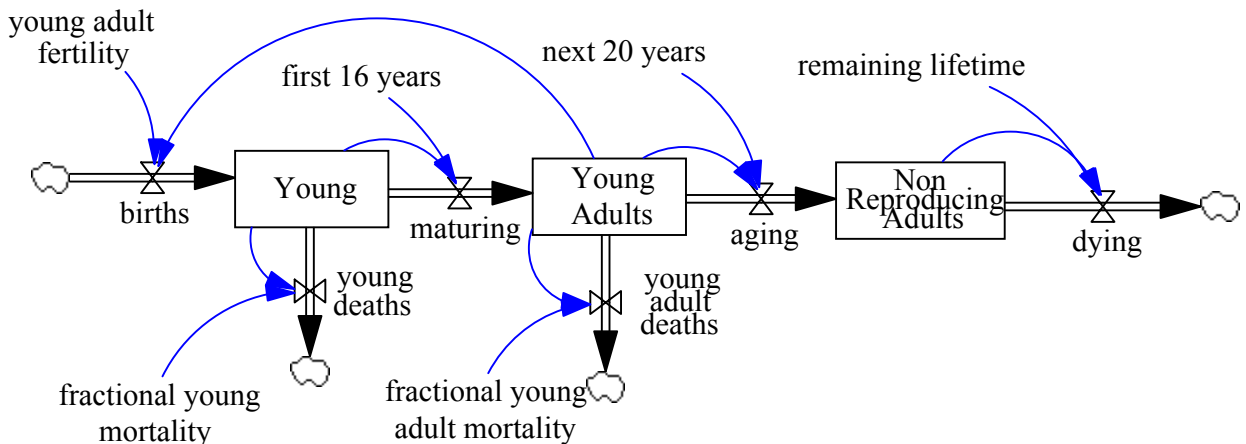 young adult
fertility
first 16 years
next 20 years
remaining lifetime
births
Young
maturing
Young
Adults
aging
Non
Reproducing
Adults
dying
young
deaths
young
adult
deaths
fractional young
mortality
fractional young
adult mortality